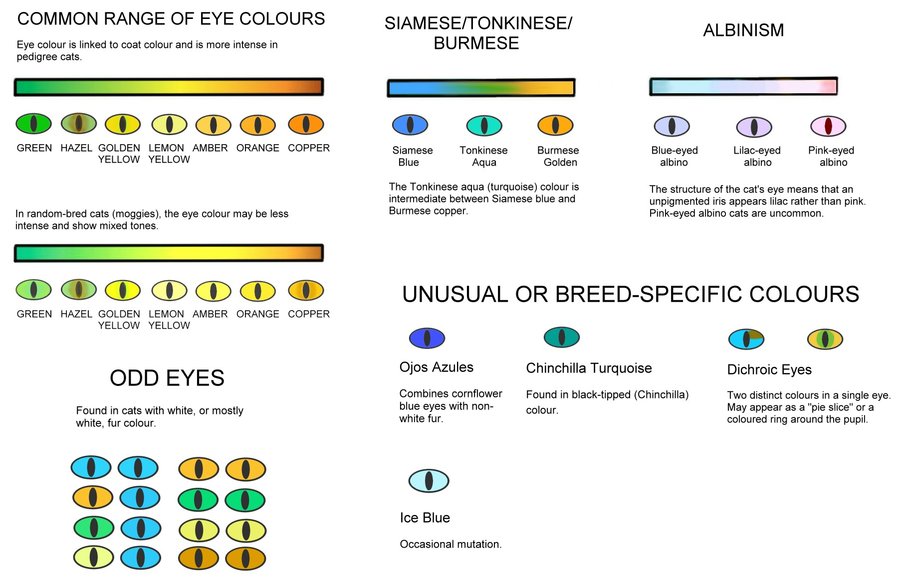 COMMON RANGE OF EYE COLOURS
Eye colour is linked to coat colour and is more intense in
pedigree cats.
GREEN HAZEL GOLDEN LEMON AMBER ORANGE COPPER
YELLOW YELLOW
In random-bred cats (moggies), the eye colour may be less
intense and show mixed tones.
GREEN HAZEL GOLDEN LEMON AMBER ORANGE COPPER
YELLOW YELLOW
ODD EYES
Found in cats with white, or mostly
white, fur colour.
SIAMESE/TONKINESE/
BURMESE
Siamese Tonkinese Burmese
Blue Aqua Golden
The Tonkinese aqua (turquoise) colour is
intermediate between Siamese blue and
Burmese copper.
ALBINISM
Blue-eyed Lilac-eyed Pink-eyed
albino albino albino
The structure of the cat's eye means that an
unpigmented iris appears lilac rather than pink.
Pink-eyed albino cats are uncommon.
UNUSUAL OR BREED-SPECIFIC COLOURS
Ojos Azules
Combines cornflower
blue eyes with non-
white fur.
Chinchilla Turquoise
Found in black-tipped (Chinchilla)
colour.
Dichroic Eyes
Two distinct colours in a single eye.
May appear as a "pie slice" or a
coloured ring around the pupil.
Ice Blue
Occasional mutation.